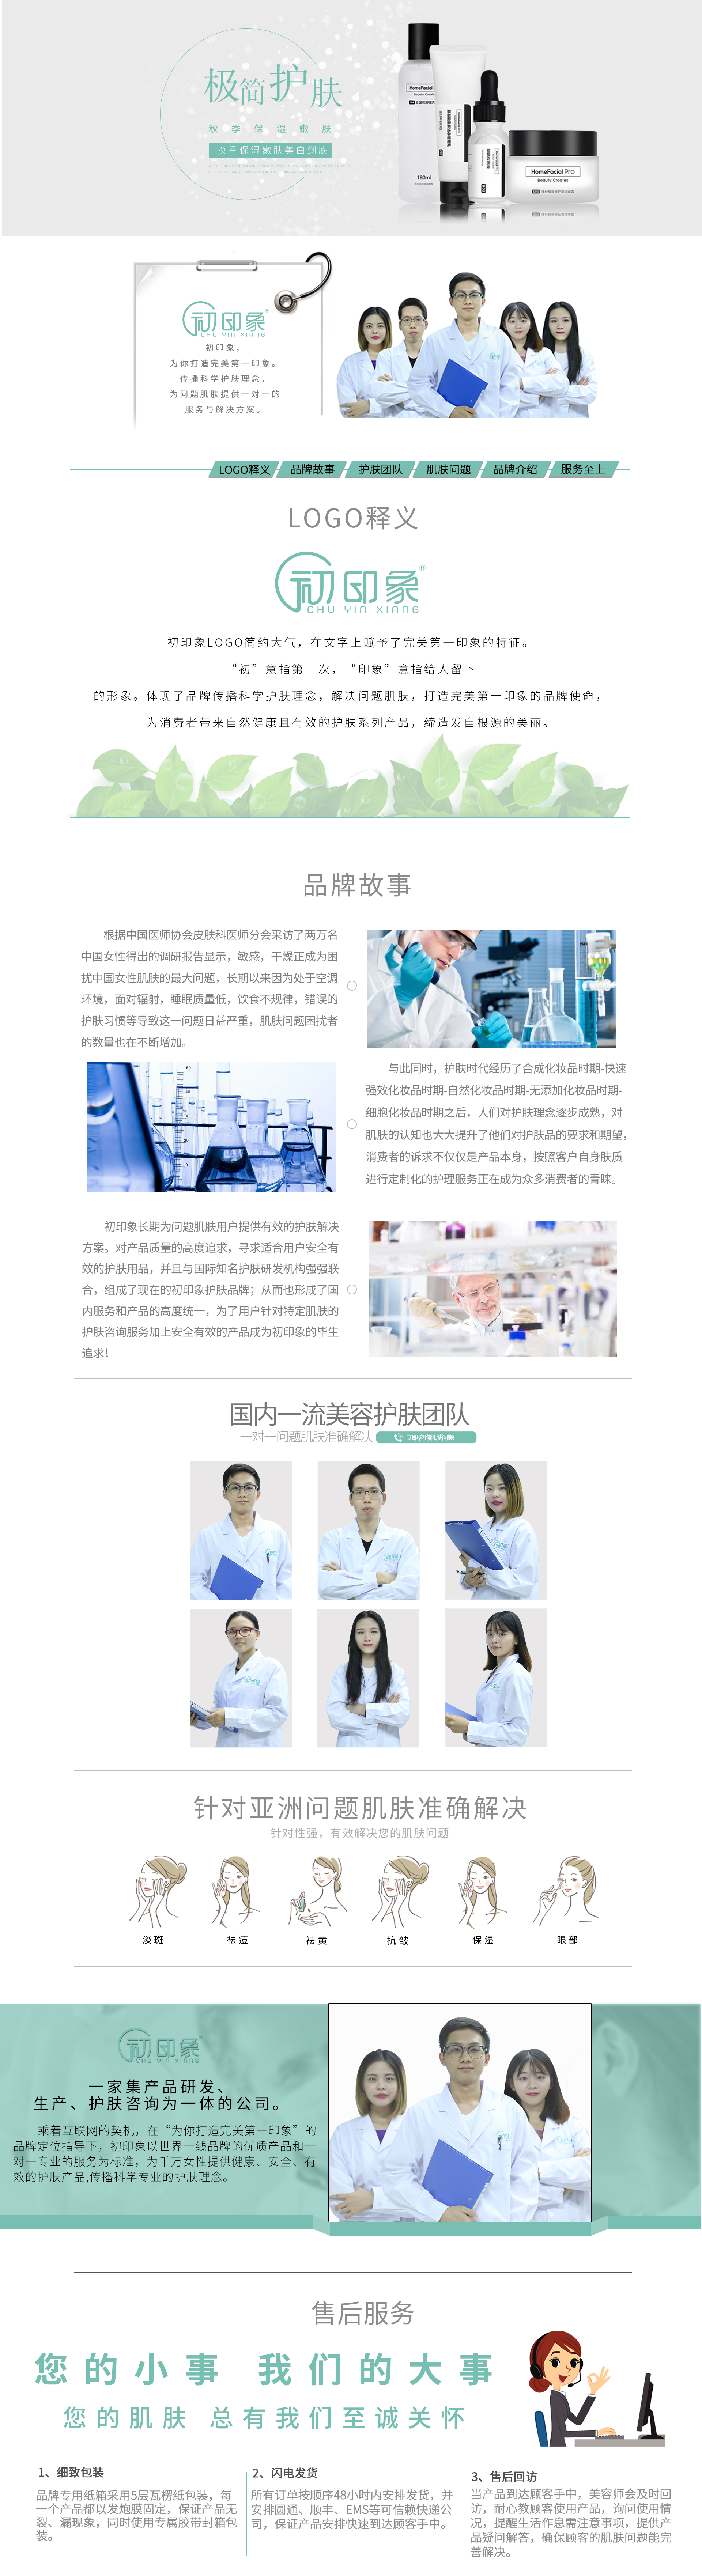 极简护肤
秋季保湿嫩肤
换季保湿嫩肤美白到底
HomeFacial
Beauty Creates
180ml
HomeFacial Pro
HomeFacial Pro
Beauty Creates
初印象®
CHU YIN XIANG
初印象，
为你打造完美第一印象。
传播科学护肤理念，
为问题肌肤提供一对一的
服务与解决方案。
LOGO释义 品牌故事 护肤团队 肌肤问题 品牌介绍 服务至上
LOGO释义
初印象®
CHU YIN XIANG
初印象LOGO简约大气，在文字上赋予了完美第一印象的特征。
“初”意指第一次，“印象”意指给人留下
的形象。体现了品牌传播科学护肤理念，解决问题肌肤，打造完美第一印象的品牌使命，
为消费者带来自然健康且有效的护肤系列产品，缔造发自根源的美丽。
品牌故事
根据中国医师协会皮肤科医师分会采访了两万名
中国女性得出的调研报告显示，敏感，干燥正成为困
扰中国女性肌肤的最大问题，长期以来因为处于空调
环境，面对辐射，睡眠质量低，饮食不规律，错误的
护肤习惯等导致这一问题日益严重，肌肤问题困扰者
的数量也在不断增加。
与此同时，护肤时代经历了合成化妆品时期-快速
强效化妆品时期-自然化妆品时期-无添加化妆品时期-
细胞化妆品时期之后，人们对护肤理念逐步成熟，对
肌肤的认知也大大提升了他们对护肤品的要求和期望，
消费者的诉求不仅仅是产品本身，按照客户自身肤质
进行定制化的护理服务正在成为众多消费者的青睐。
初印象长期为问题肌肤用户提供有效的护肤解决
方案。对产品质量的高度追求，寻求适合用户安全有
效的护肤用品，并且与国际知名护肤研发机构强强联
合，组成了现在的初印象护肤品牌；从而也形成了国
内服务和产品的高度统一，为了用户针对特定肌肤的
护肤咨询服务加上安全有效的产品成为初印象的毕生
追求！
国内一流美容护肤团队
一对一问题肌肤准确解决 立即咨询肌肤问题
针对亚洲问题肌肤准确解决
针对性强，有效解决您的肌肤问题
淡斑 祛痘 祛黄 抗皱 保湿 眼部
初印象
CHU YIN XIANG
一家集产品研发、
生产、护肤咨询为一体的公司。
乘着互联网的契机，在“为你打造完美第一印象”的
品牌定位指导下，初印象以世界一线品牌的优质产品和一
对一专业的服务为标准，为千万女性提供健康、安全、有
效的护肤产品,传播科学专业的护肤理念。
售后服务
您的小事 我们的大事
您的肌肤 总有我们至诚关怀
1、细致包装
品牌专用纸箱采用5层瓦楞纸包装，每
一个产品都以发炮膜固定，保证产品无
裂、漏现象，同时使用专属胶带封箱包
装。
2、闪电发货
所有订单按顺序48小时内安排发货，并
安排圆通、顺丰、EMS等可信赖快递公
司，保证产品安排快速到达顾客手中。
3、售后回访
当产品到达顾客手中，美容师会及时回
访，耐心教顾客使用产品，询问使用情
况，提醒生活作息需注意事项，提供产
品疑问解答，确保顾客的肌肤问题能完
善解决。